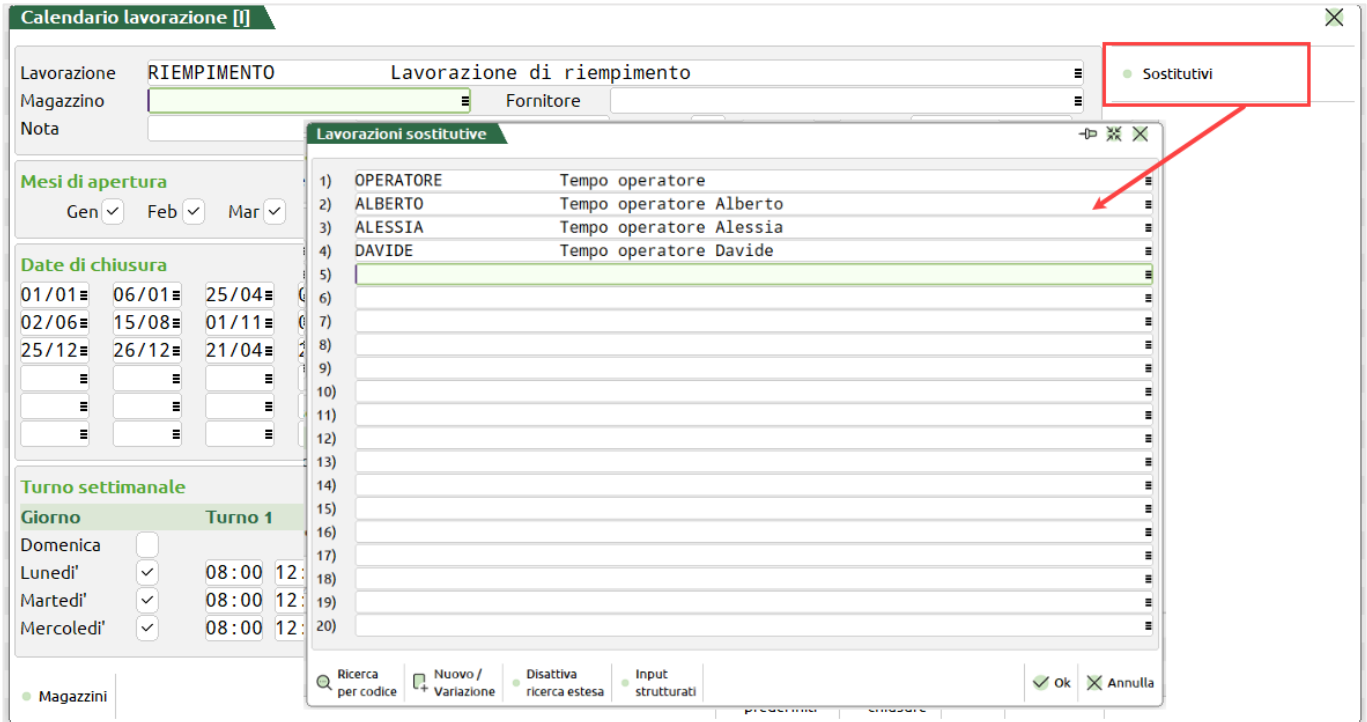 Calendario lavorazione [I]
Lavorazione RIEMPIMENTO Lavorazione di riempimento
Sostitutivi
Magazzino Fornitore
Nota
Lavorazioni sostitutive
Mesi di apertura
Gen Feb Mar
Date di chiusura
01/01 06/01 25/04
02/06 15/08 01/11
25/12 26/12 21/04
Turno settimanale
Giorno Turno 1
Domenica
Lunedi' 08:00 12:
Martedi' 08:00 12:
Mercoledi' 08:00 12:
1) OPERATORE Tempo operatore
2) ALBERTO Tempo operatore Alberto
3) ALESSIA Tempo operatore Alessia
4) DAVIDE Tempo operatore Davide
5)
6)
7)
8)
9)
10)
11)
12)
13)
14)
15)
16)
17)
18)
19)
20)
Ricerca per codice
Nuovo / Variazione
Disattiva ricerca estesa
Input strutturati
Ok
Annulla
Magazzini